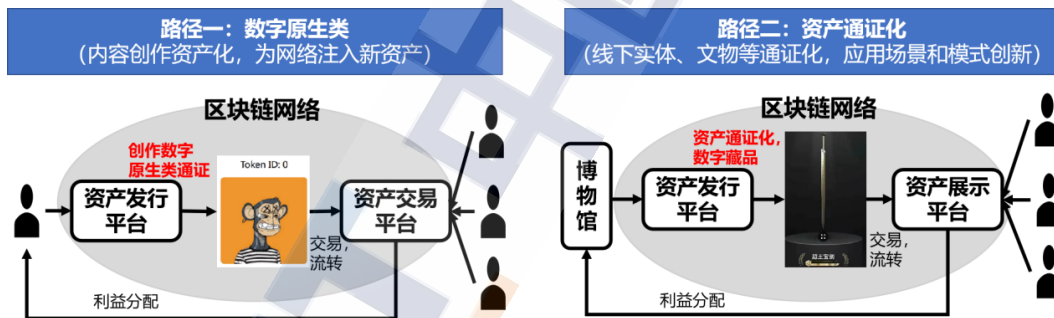 路径一：数字原生类
（内容创作资产化，为网络注入新资产）
区块链网络
创作数字
原生类通证
Token ID: 0
资产发行
平台
资产交易
平台
交易，
流转
利益分配
路径二：资产通证化
（线下实体、文物等通证化，应用场景和模式创新）
区块链网络
资产通证化，
数字藏品
博
物
馆
资产发行
平台
资产展示
平台
交易，
流转
利益分配